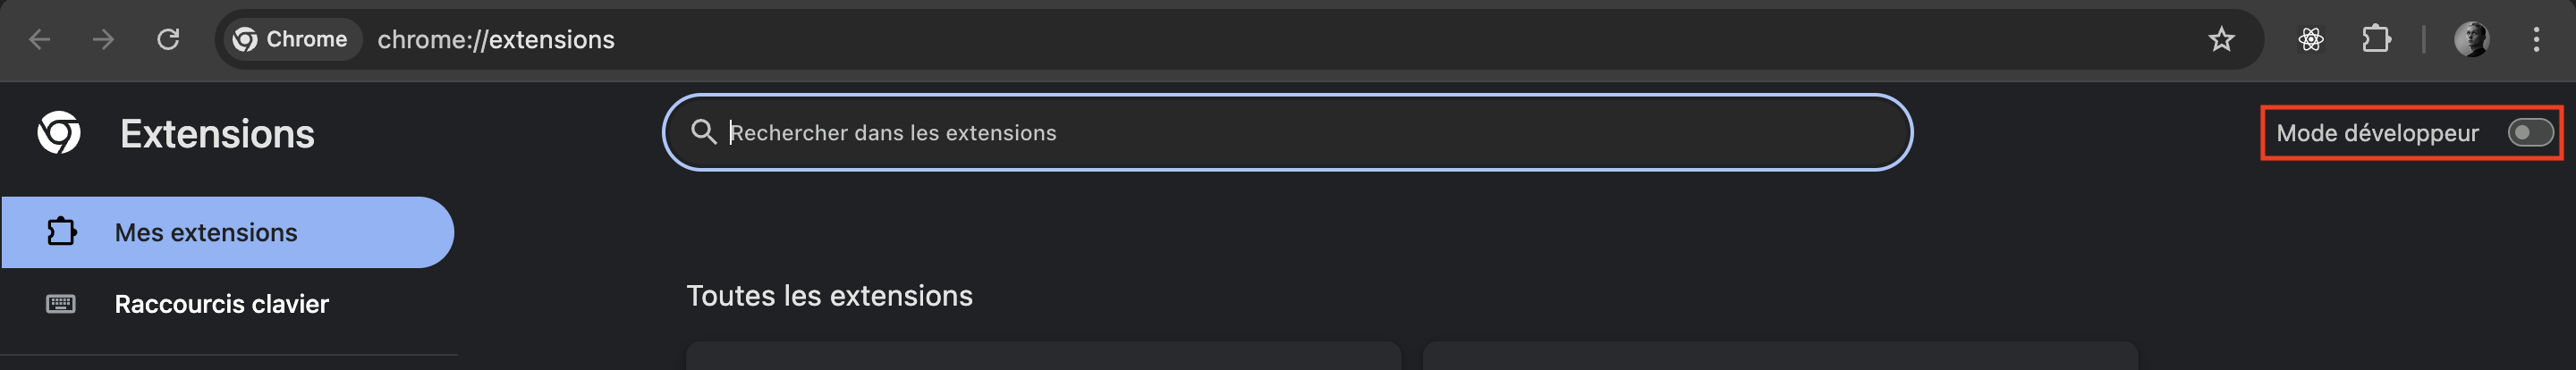 Chrome chrome://extensions
Extensions
Rechercher dans les extensions
Mode développeur
Mes extensions
Raccourcis clavier
Toutes les extensions